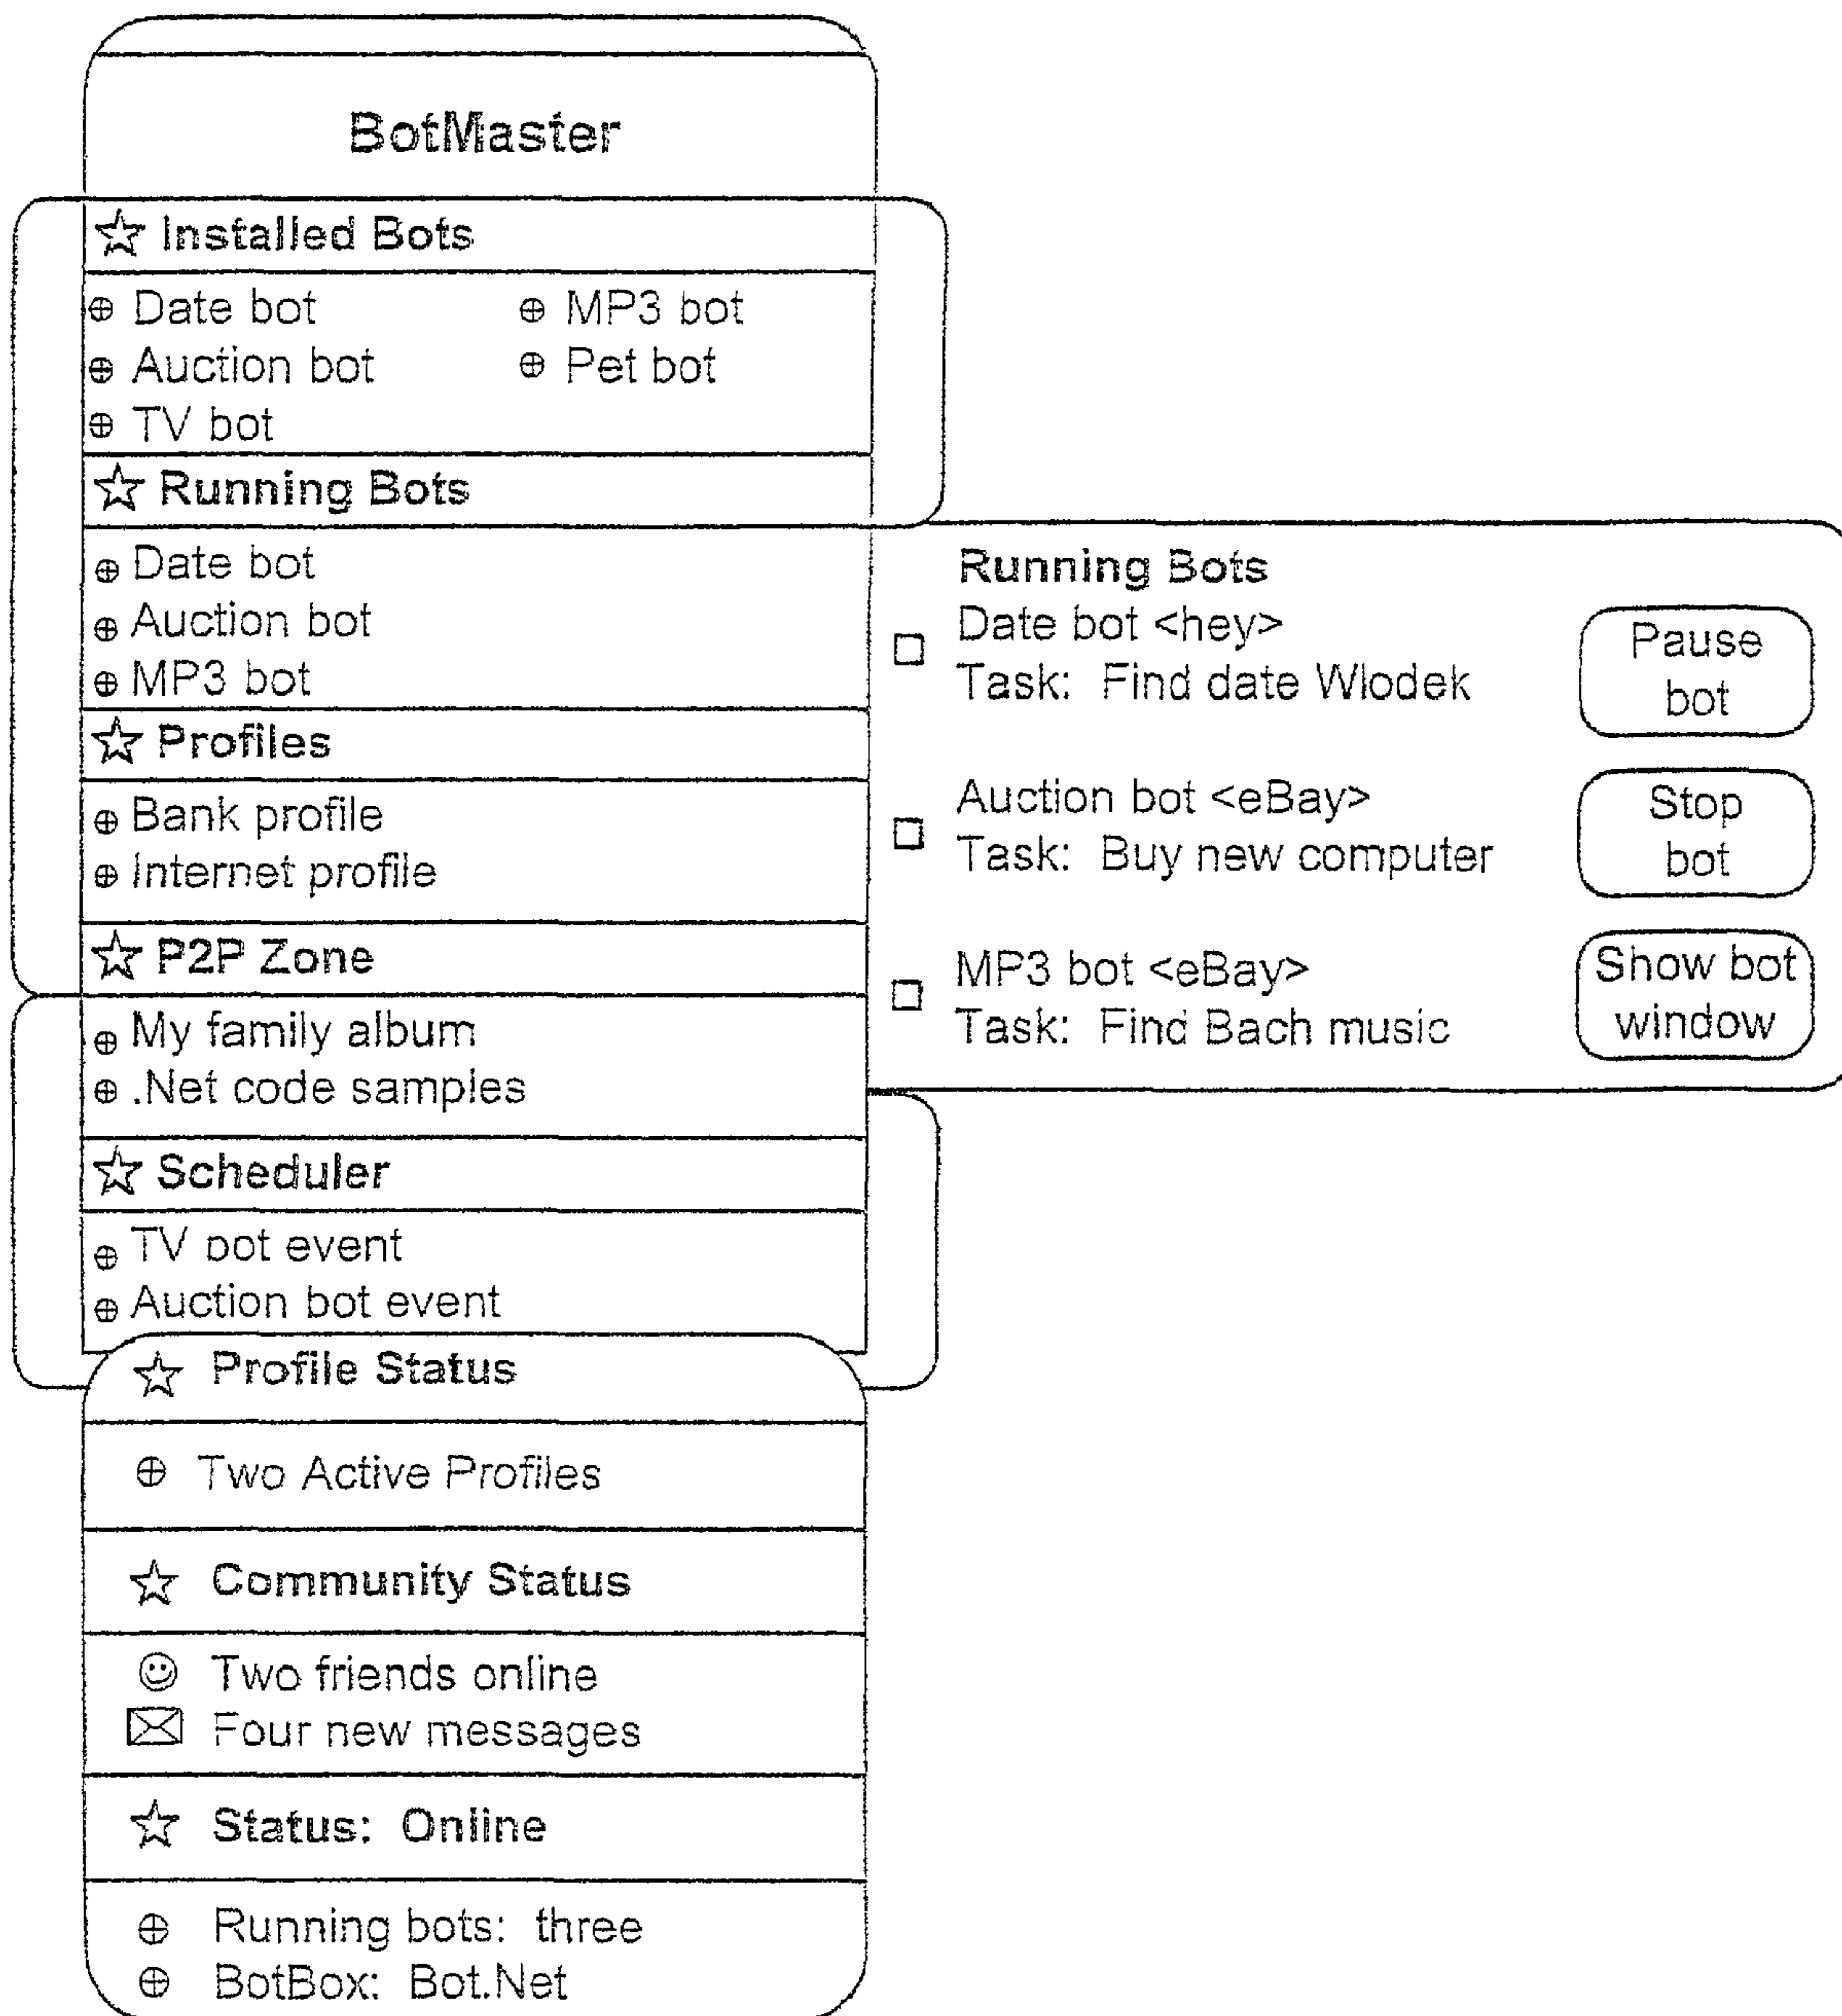 BotMaster
Installed Bots
Date bot
MP3 bot
Auction bot
Pet bot
TV bot
Running Bots
Date bot
Auction bot
MP3 bot
Profiles
Bank profile
Internet profile
P2P Zone
My family album
.Net code samples
Scheduler
TV bot event
Auction bot event
Profile Status
Two Active Profiles
Community Status
Two friends online
Four new messages
Status: Online
Running bots: three
BotBox: Bot.Net
Running Bots
Date bot <hey>
Task: Find date Wlodek
Pause
bot
Auction bot <eBay>
Task: Buy new computer
Stop
bot
MP3 bot <eBay>
Task: Find Bach music
Show bot
window